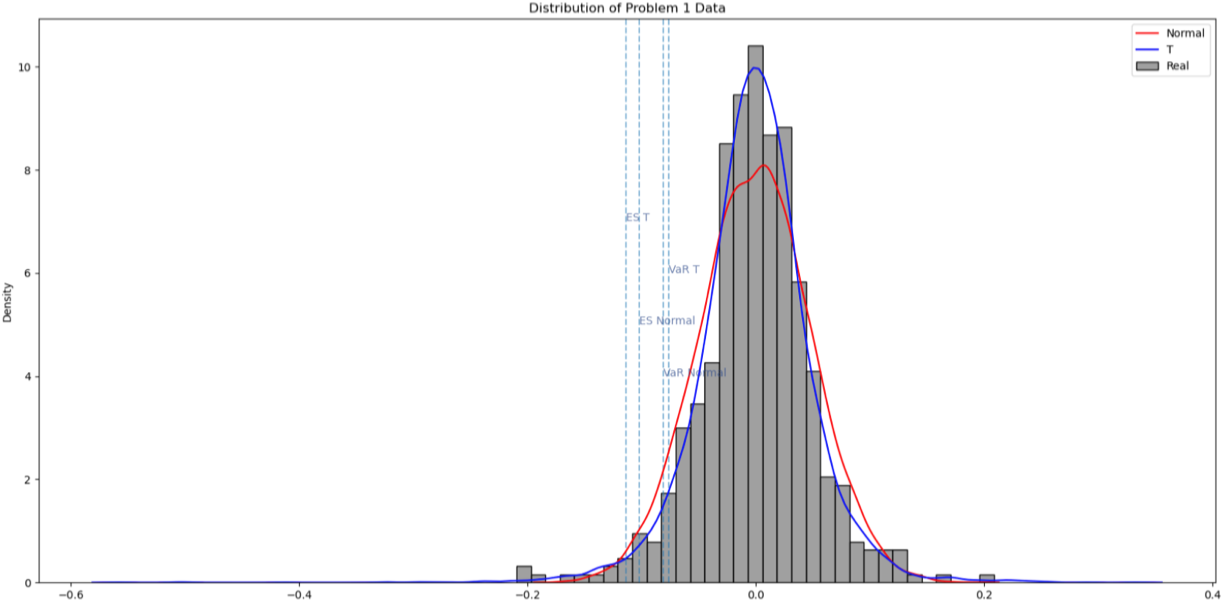 Distribution of Problem 1 Data
Normal
T
Real
Density
10
8
6
4
2
0
ES T
VaR T
ES Normal
VaR Normal
−0.6
−0.4
−0.2
0.0
0.2
0.4